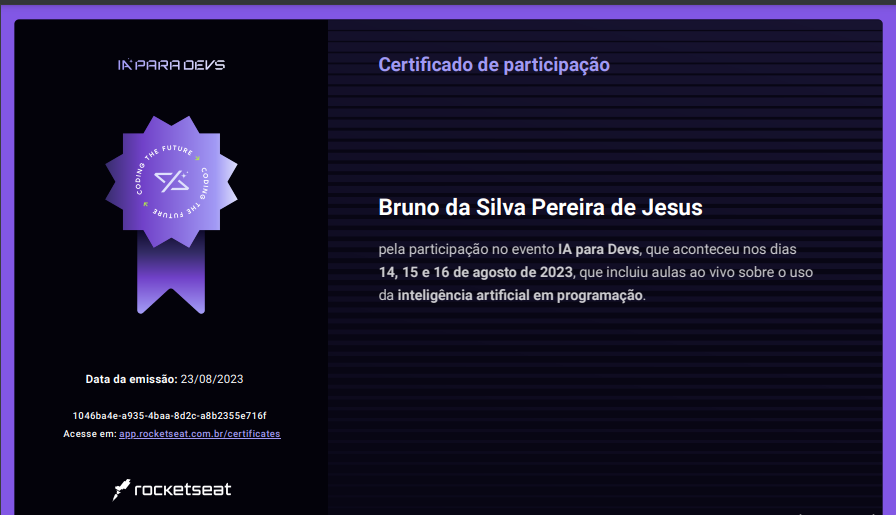 IA PARA DEVS
CODING THE FUTURE
CODING THE FUTURE
Data da emissão: 23/08/2023
1046ba4e-a935-4baa-8d2c-a8b2355e716f
Acesse em: app.rocketseat.com.br/certificates
rocketseat
Certificado de participação
Bruno da Silva Pereira de Jesus
pela participação no evento IA para Devs, que aconteceu nos dias
14, 15 e 16 de agosto de 2023, que incluiu aulas ao vivo sobre o uso
da inteligência artificial em programação.